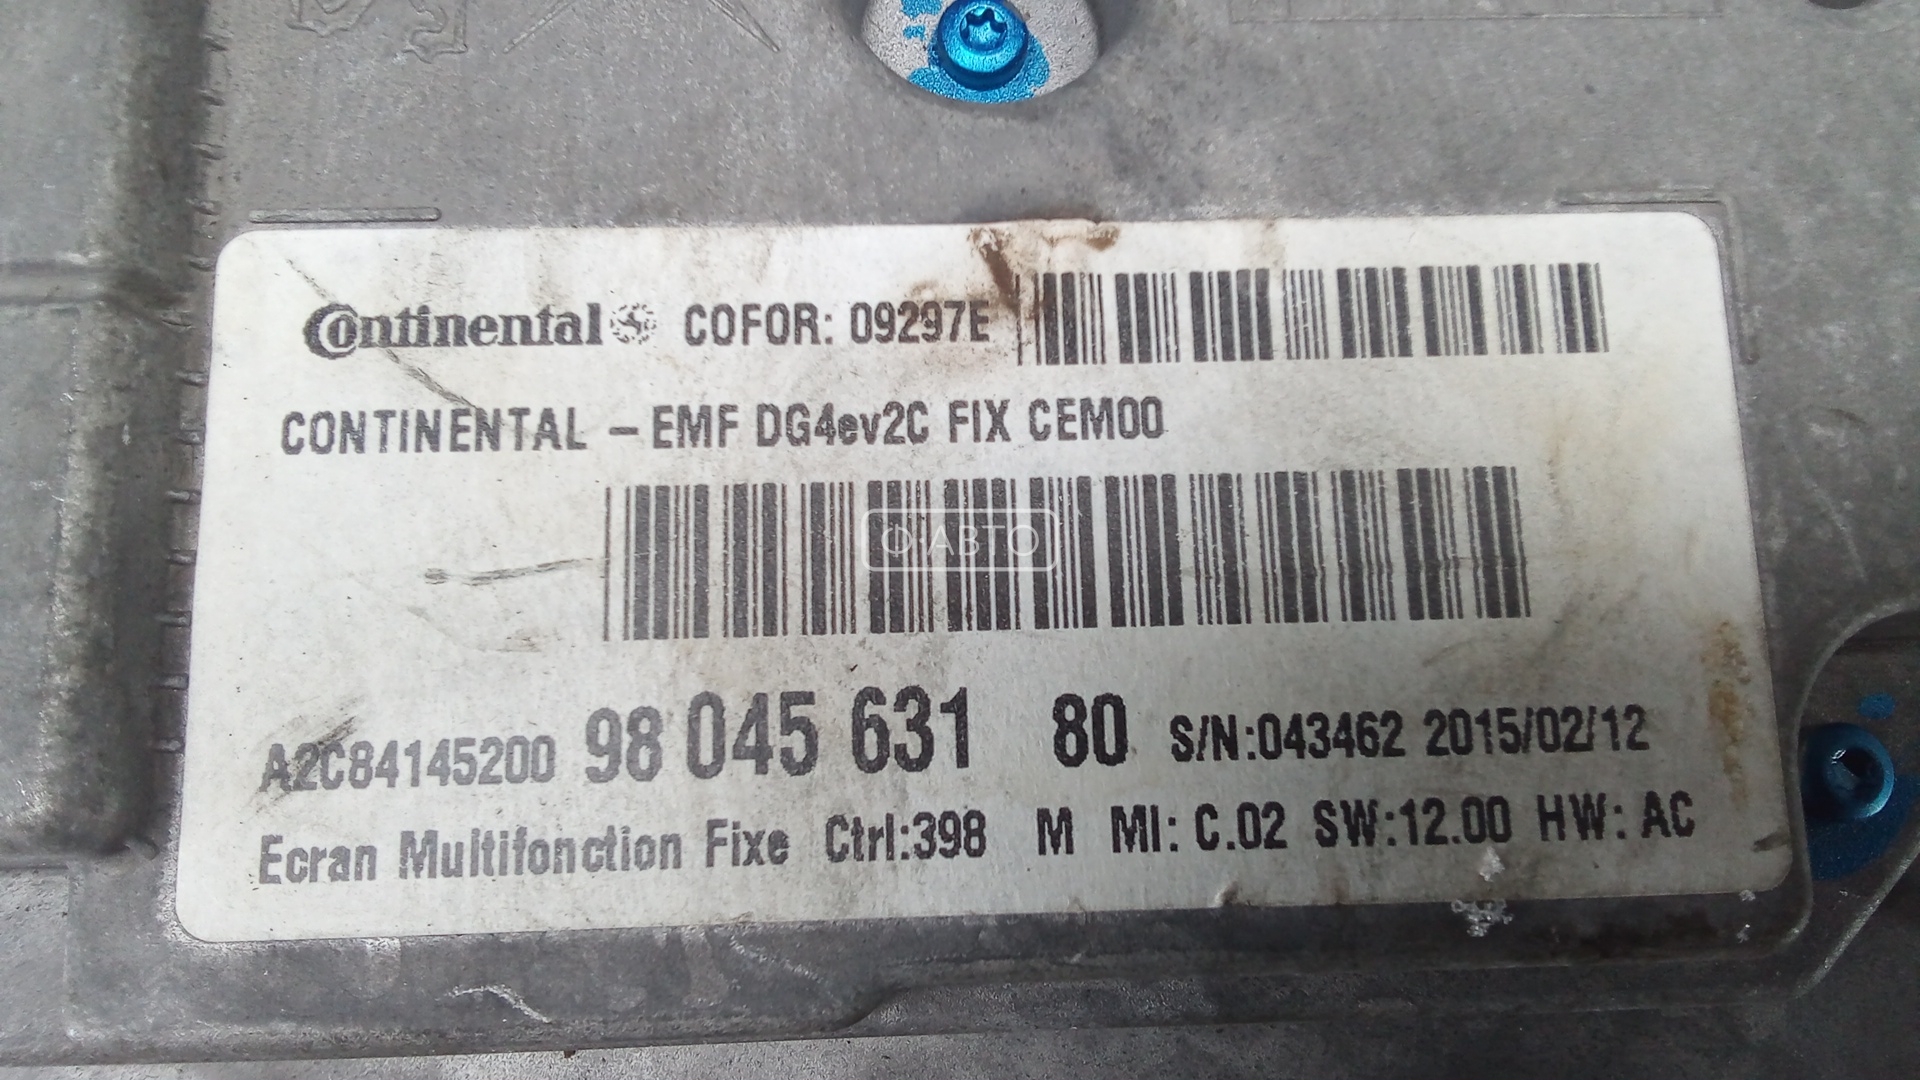 Continental COFOR: 09297E
CONTINENTAL - EMF DG4ev2C FIX CEM00
Ф АВТО
A2C84145200 98 045 631 80 S/N:043462 2015/02/12
Ecran Multifonction Fixe Ctrl:398 M MI: C.02 SW:12.00 HW: AC